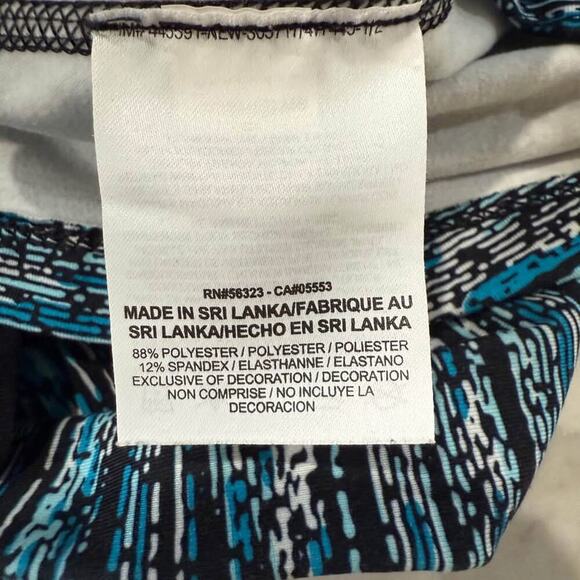 RN#56323 - CA#05553
MADE IN SRI LANKA/FABRIQUE AU
SRI LANKA/HECHO EN SRI LANKA
88% POLYESTER / POLYESTER / POLIESTER
12% SPANDEX / ELASTHANNE / ELASTANO
EXCLUSIVE OF DECORATION / DECORATION
NON COMPRISE / NO INCLUYE LA
DECORACION